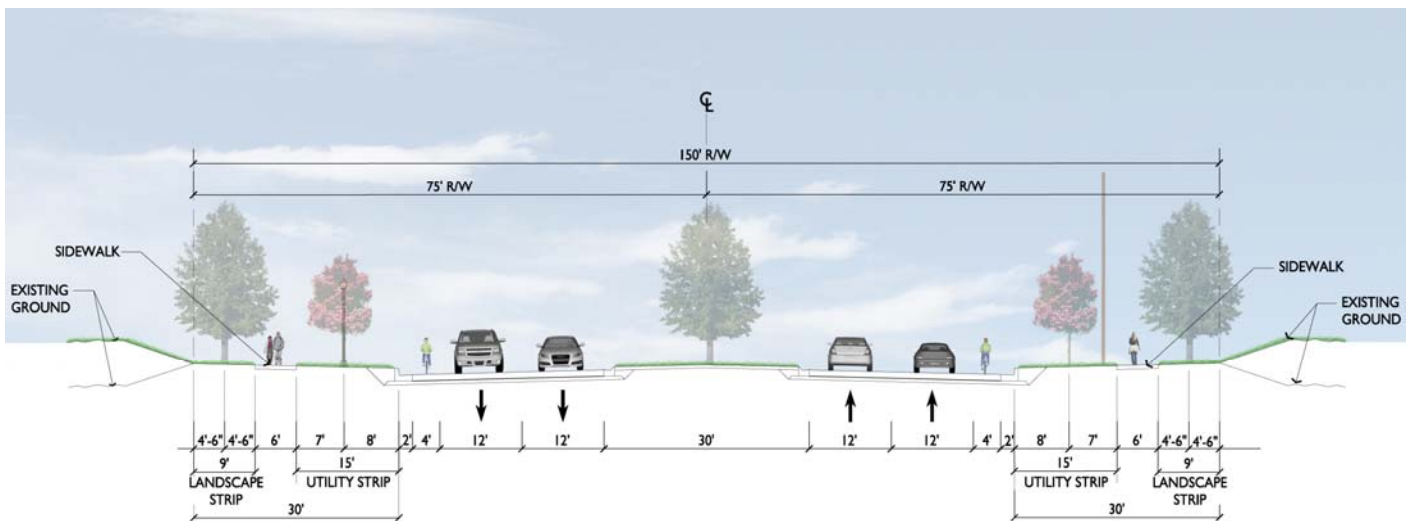 ℄
150' R/W
75' R/W 75' R/W
SIDEWALK
SIDEWALK
EXISTING
GROUND
EXISTING
GROUND
4'-6" 4'-6" 6' 7' 8' 2' 4' 12' 12' 30' 12' 12' 4' 2' 8' 7' 6' 4'-6" 4'-6"
9' 15' 15' 9'
LANDSCAPE
STRIP
UTILITY STRIP
UTILITY STRIP
LANDSCAPE
STRIP
30' 30'